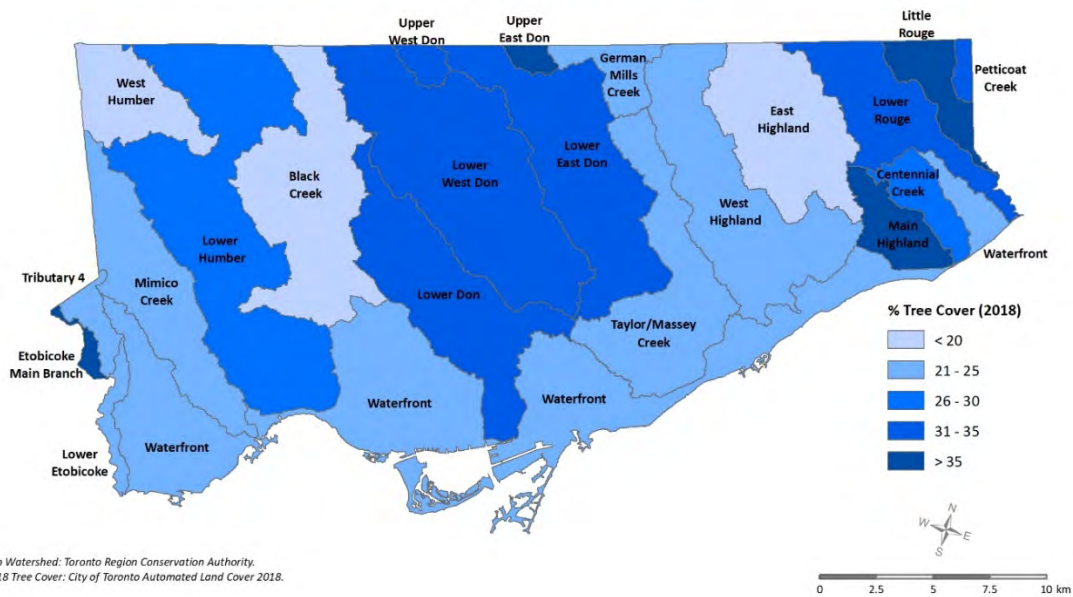 Upper
West Don
Upper
East Don
Little
Rouge
West
Humber
German
Mills
Creek
Petticoat
Creek
East
Highland
Lower
Rouge
Black
Creek
Lower
West Don
Lower
East Don
Centennial
Creek
West
Highland
Main
Highland
Lower
Humber
Waterfront
Tributary 4
Mimico
Creek
Lower Don
Taylor/Massey
Creek
Etobicoke
Main Branch
Waterfront
Waterfront
Waterfront
Lower
Etobicoke
% Tree Cover (2018)
< 20
21 - 25
26 - 30
31 - 35
> 35
N
W
E
S
Watershed: Toronto Region Conservation Authority.
18 Tree Cover: City of Toronto Automated Land Cover 2018.
0 2.5 5 7.5 10 km